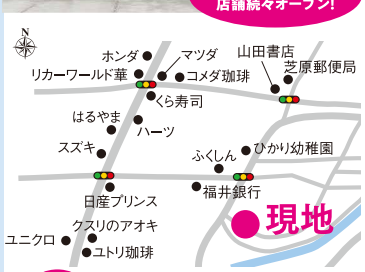 店舗続々オープン!
N
ホンダ
マツダ
山田書店
リカーワールド華
コメダ珈琲
芝原郵便局
くら寿司
はるやま
ハーツ
スズキ
ひかり幼稚園
ふくしん
日産プリンス
福井銀行
現地
クスリのアオキ
ユニクロ
ユトリ珈琲